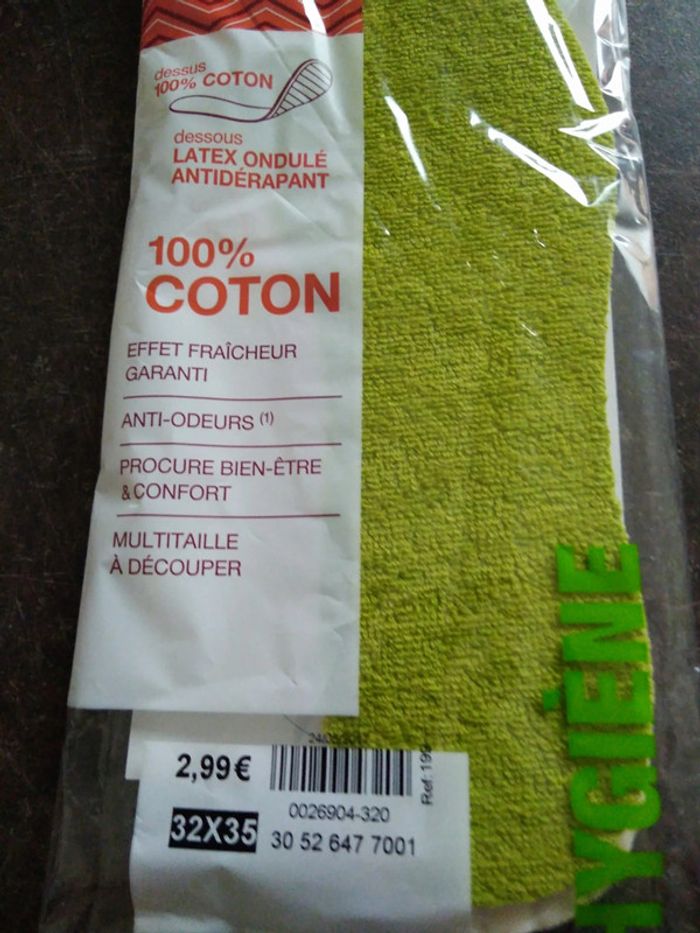 dessus
100% COTON
dessous
LATEX ONDULÉ
ANTIDÉRAPANT
100%
COTON
EFFET FRAÎCHEUR
GARANTI
ANTI-ODEURS (1)
PROCURE BIEN-ÊTRE
& CONFORT
MULTITAILLE
À DÉCOUPER
2,99€
0026904-320
32X35
30 52 647 7001
HYGIÈNE